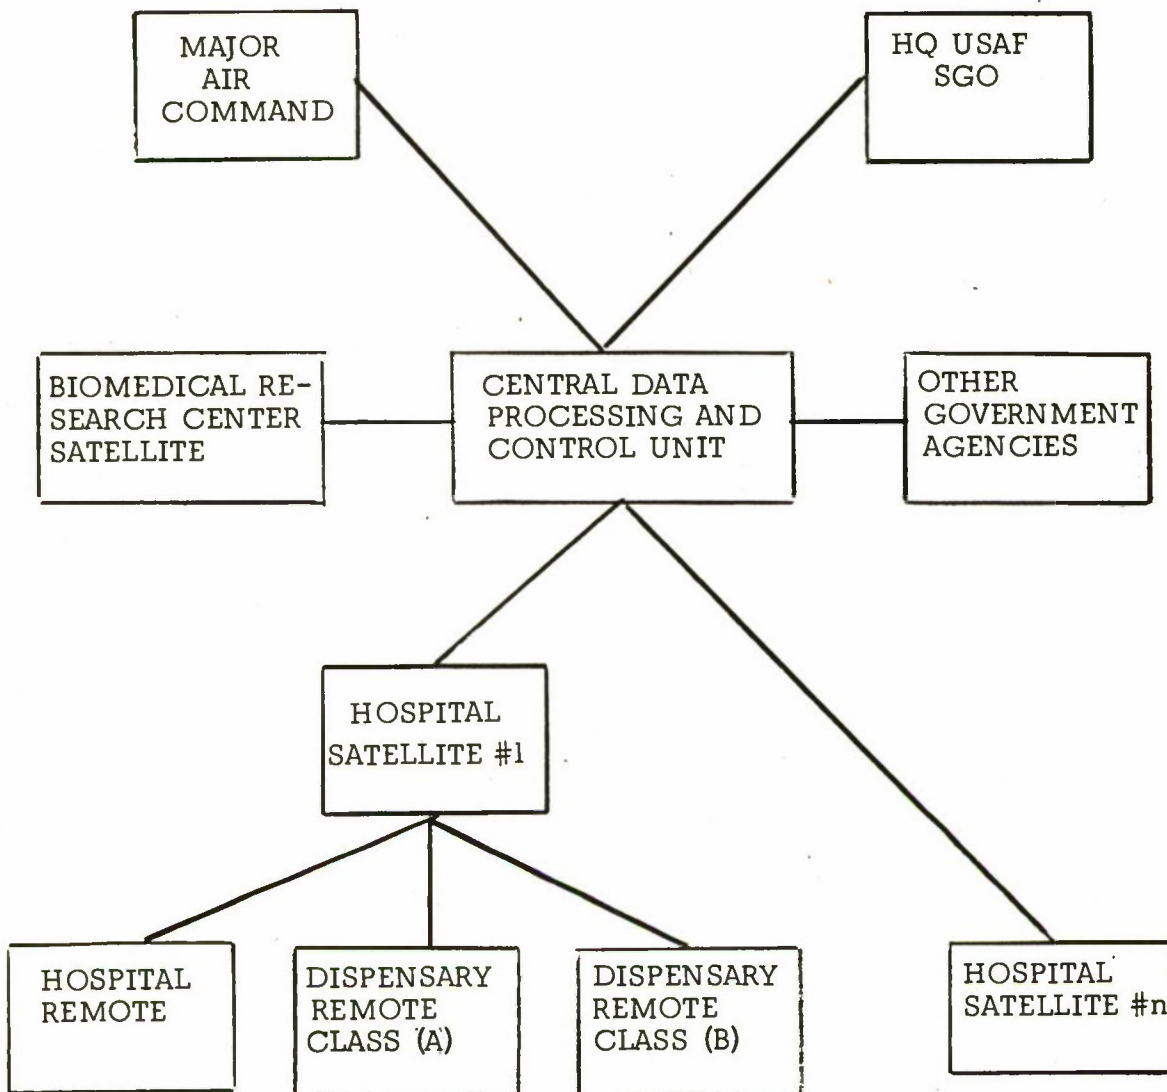 MAJOR
AIR
COMMAND
HQ USAF
SGO
BIOMEDICAL RE-
SEARCH CENTER
SATELLITE
CENTRAL DATA
PROCESSING AND
CONTROL UNIT
OTHER
GOVERNMENT
AGENCIES
HOSPITAL
SATELLITE #1
HOSPITAL
REMOTE
DISPENSARY
REMOTE
CLASS (A)
DISPENSARY
REMOTE
CLASS (B)
HOSPITAL
SATELLITE #n